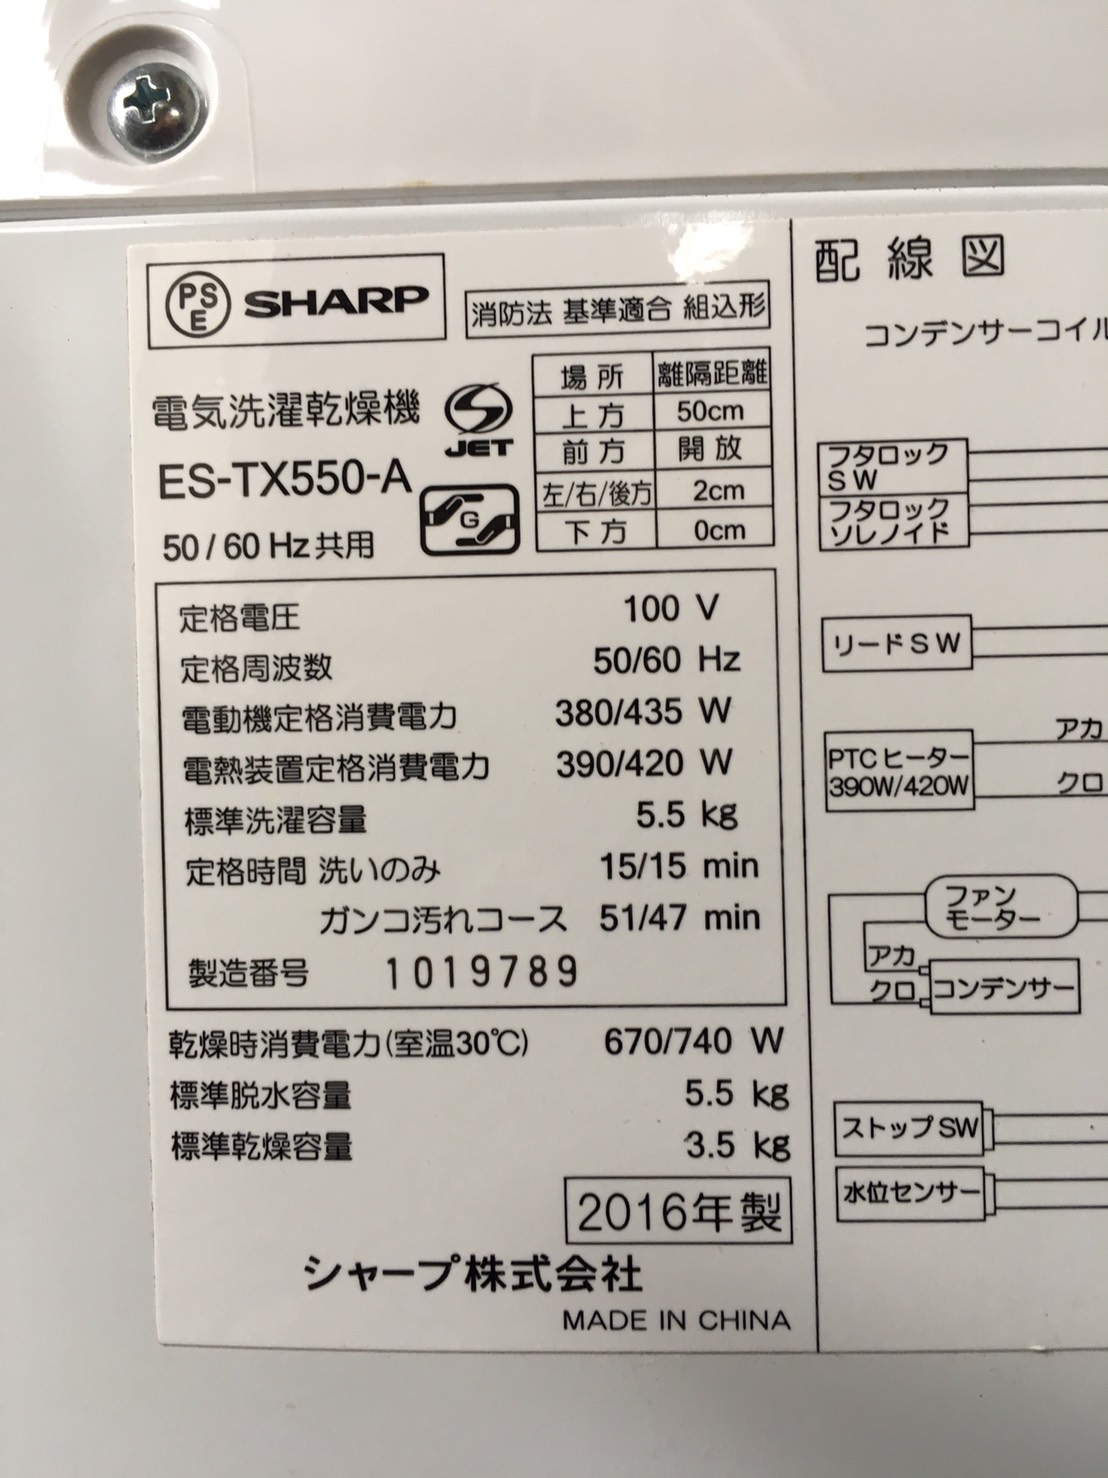 PS
E
SHARP
消防法 基準適合 組込形
電気洗濯乾燥機
JET
ES-TX550-A
G
50/60 Hz共用
場所 離隔距離
上方 50cm
前方 開放
左/右/後方 2cm
下方 0cm
定格電圧 100 V
定格周波数 50/60 Hz
電動機定格消費電力 380/435 W
電熱装置定格消費電力 390/420 W
標準洗濯容量 5.5 kg
定格時間 洗いのみ 15/15 min
ガンコ汚れコース 51/47 min
製造番号 1019789
乾燥時消費電力(室温30℃) 670/740 W
標準脱水容量 5.5 kg
標準乾燥容量 3.5 kg
2016年製
シャープ株式会社
MADE IN CHINA
配線図
コンデンサーコイル
フタロック
SW
フタロック
ソレノイド
リードSW
PTCヒーター
390W/420W
アカ
クロ
ファン
モーター
アカ
クロ
コンデンサー
ストップSW
水位センサー